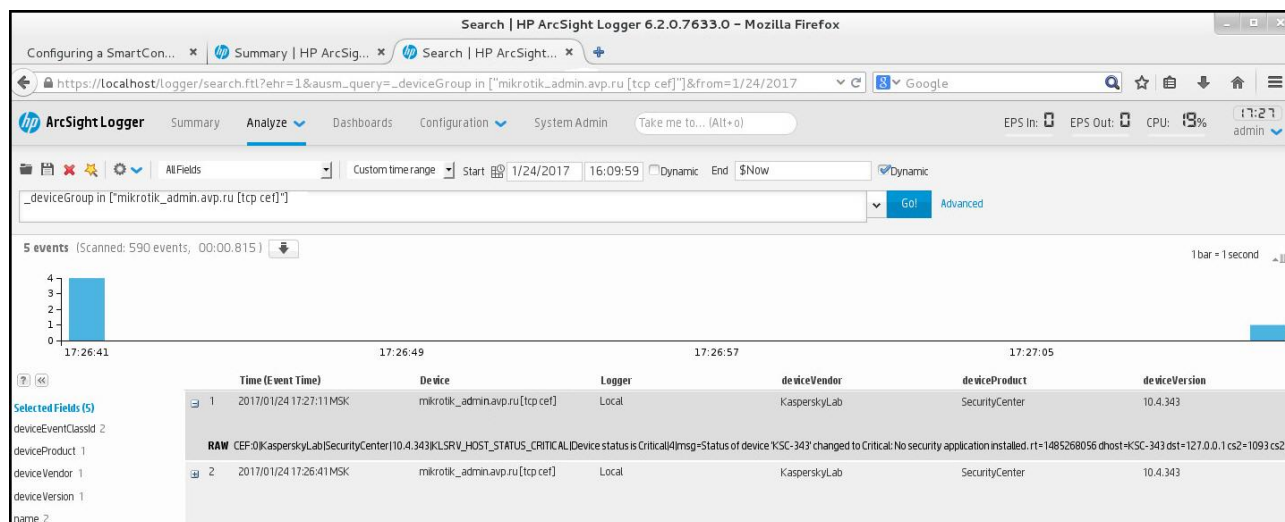 Search | HP ArcSight Logger 6.2.0.7633.0 – Mozilla Firefox
Configuring a SmartCon... × hp Summary | HP ArcSig... × hp Search | HP ArcSight... ×
https://localhost/logger/search.ftl?ehr=1&ausm_query=_deviceGroup in ["mikrotik_admin.avp.ru [tcp cef]"]&from=1/24/2017 8 Google
hp ArcSight Logger Summary Analyze Dashboards Configuration System Admin Take me to... (Alt+o) EPS In: 0 EPS Out: 0 CPU: 19% 17:27
admin
All Fields Custom time range Start 1/24/2017 16:09:59 Dynamic End $Now Dynamic
_deviceGroup in ["mikrotik_admin.avp.ru [tcp cef]"] Go! Advanced
5 events (Scanned: 590 events, 00:00.815)
1 bar = 1 second
4
3
2
1
0
17:26:41 17:26:49 17:26:57 17:27:05
? «
Time (Event Time) Device Logger deviceVendor deviceProduct deviceVersion
Selected Fields (5) 1 2017/01/24 17:27:11 MSK mikrotik_admin.avp.ru [tcp cef] Local KasperskyLab SecurityCenter 10.4.343
deviceEventClassId 2
deviceProduct 1 RAW CEF:0|KasperskyLab|SecurityCenter|10.4.343|KLSRV_HOST_STATUS_CRITICAL|Device status is Critical|4|msg=Status of device 'KSC-343' changed to Critical: No security application installed. rt=1485268056 dhost=KSC-343 dst=127.0.0.1 cs2=1093 cs2
deviceVendor 1 2 2017/01/24 17:26:41 MSK mikrotik_admin.avp.ru [tcp cef] Local KasperskyLab SecurityCenter 10.4.343
deviceVersion 1
name 2